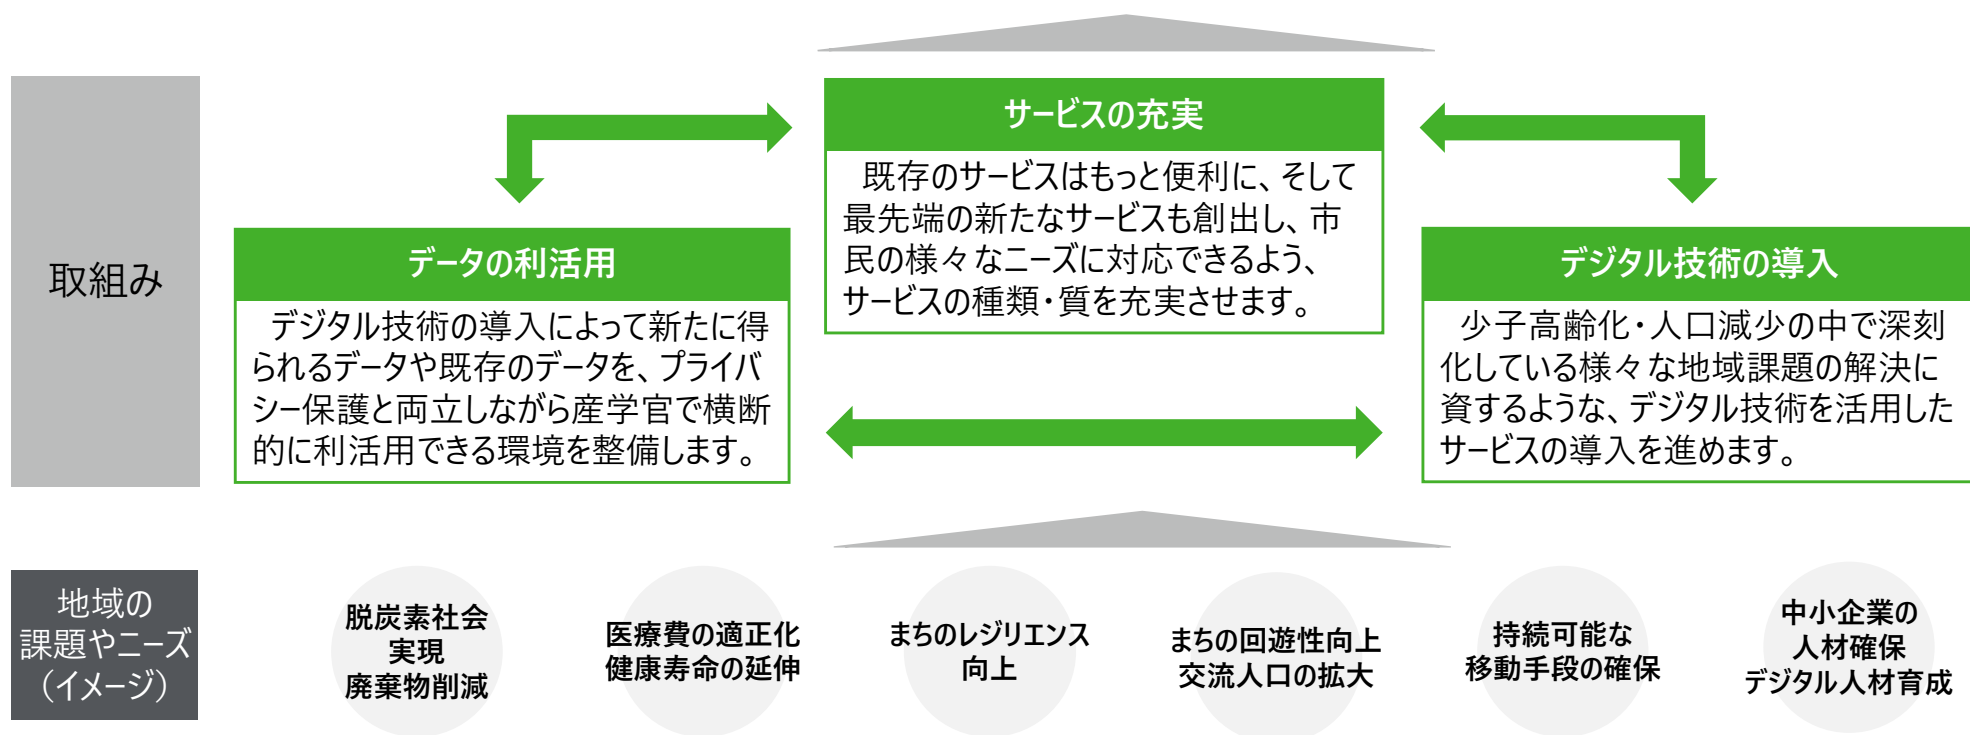 取組み
サービスの充実
既存のサービスはもっと便利に、そして
最先端の新たなサービスも創出し、市
民の様々なニーズに対応できるよう、
サービスの種類・質を充実させます。
データの利活用
デジタル技術の導入によって新たに得
られるデータや既存のデータを、プライバ
シー保護と両立しながら産学官で横断
的に利活用できる環境を整備します。
デジタル技術の導入
少子高齢化・人口減少の中で深刻
化している様々な地域課題の解決に
資するような、デジタル技術を活用した
サービスの導入を進めます。
地域の
課題やニーズ
（イメージ）
脱炭素社会
実現
廃棄物削減
医療費の適正化
健康寿命の延伸
まちのレジリエンス
向上
まちの回遊性向上
交流人口の拡大
持続可能な
移動手段の確保
中小企業の
人材確保
デジタル人材育成